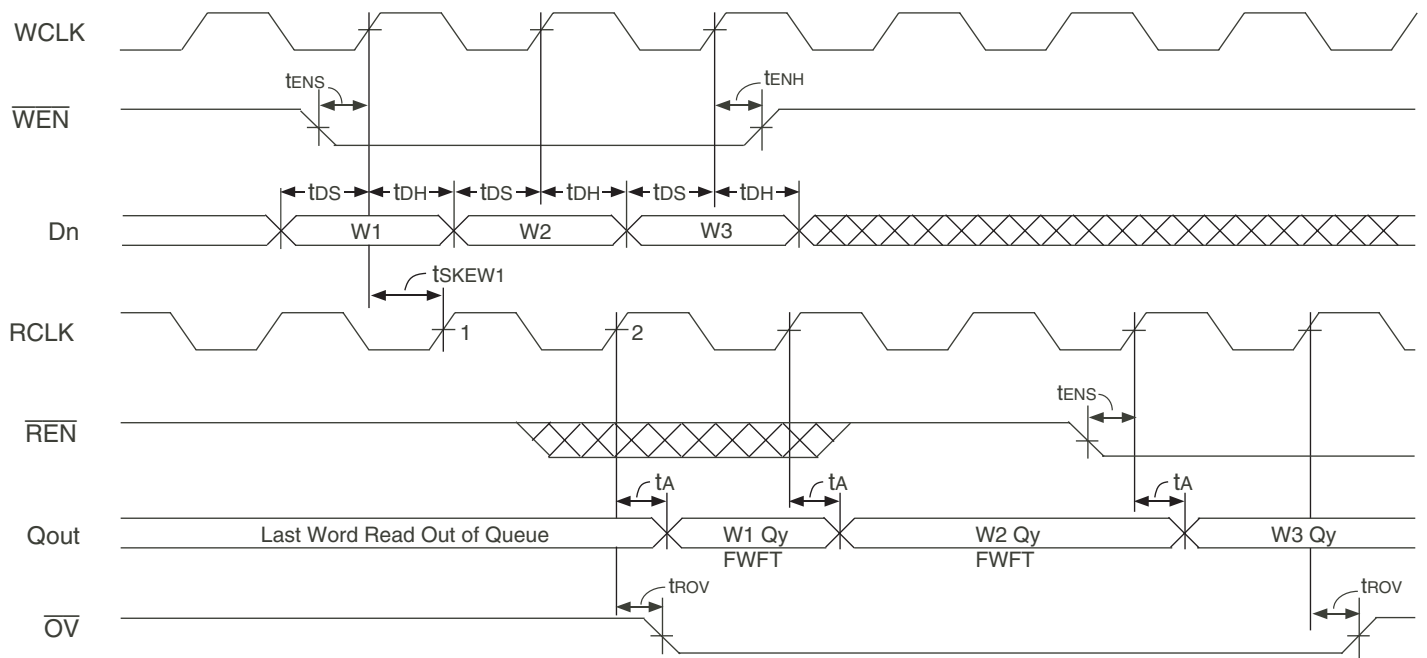 WCLK
tENS
tENH
WEN
tDS tDH tDS tDH tDS tDH
Dn W1 W2 W3
tSKEW1
RCLK 1 2
tENS
REN
tA tA tA
Qout Last Word Read Out of Queue W1 Qy W2 Qy W3 Qy
FWFT FWFT
tROV tROV
OV